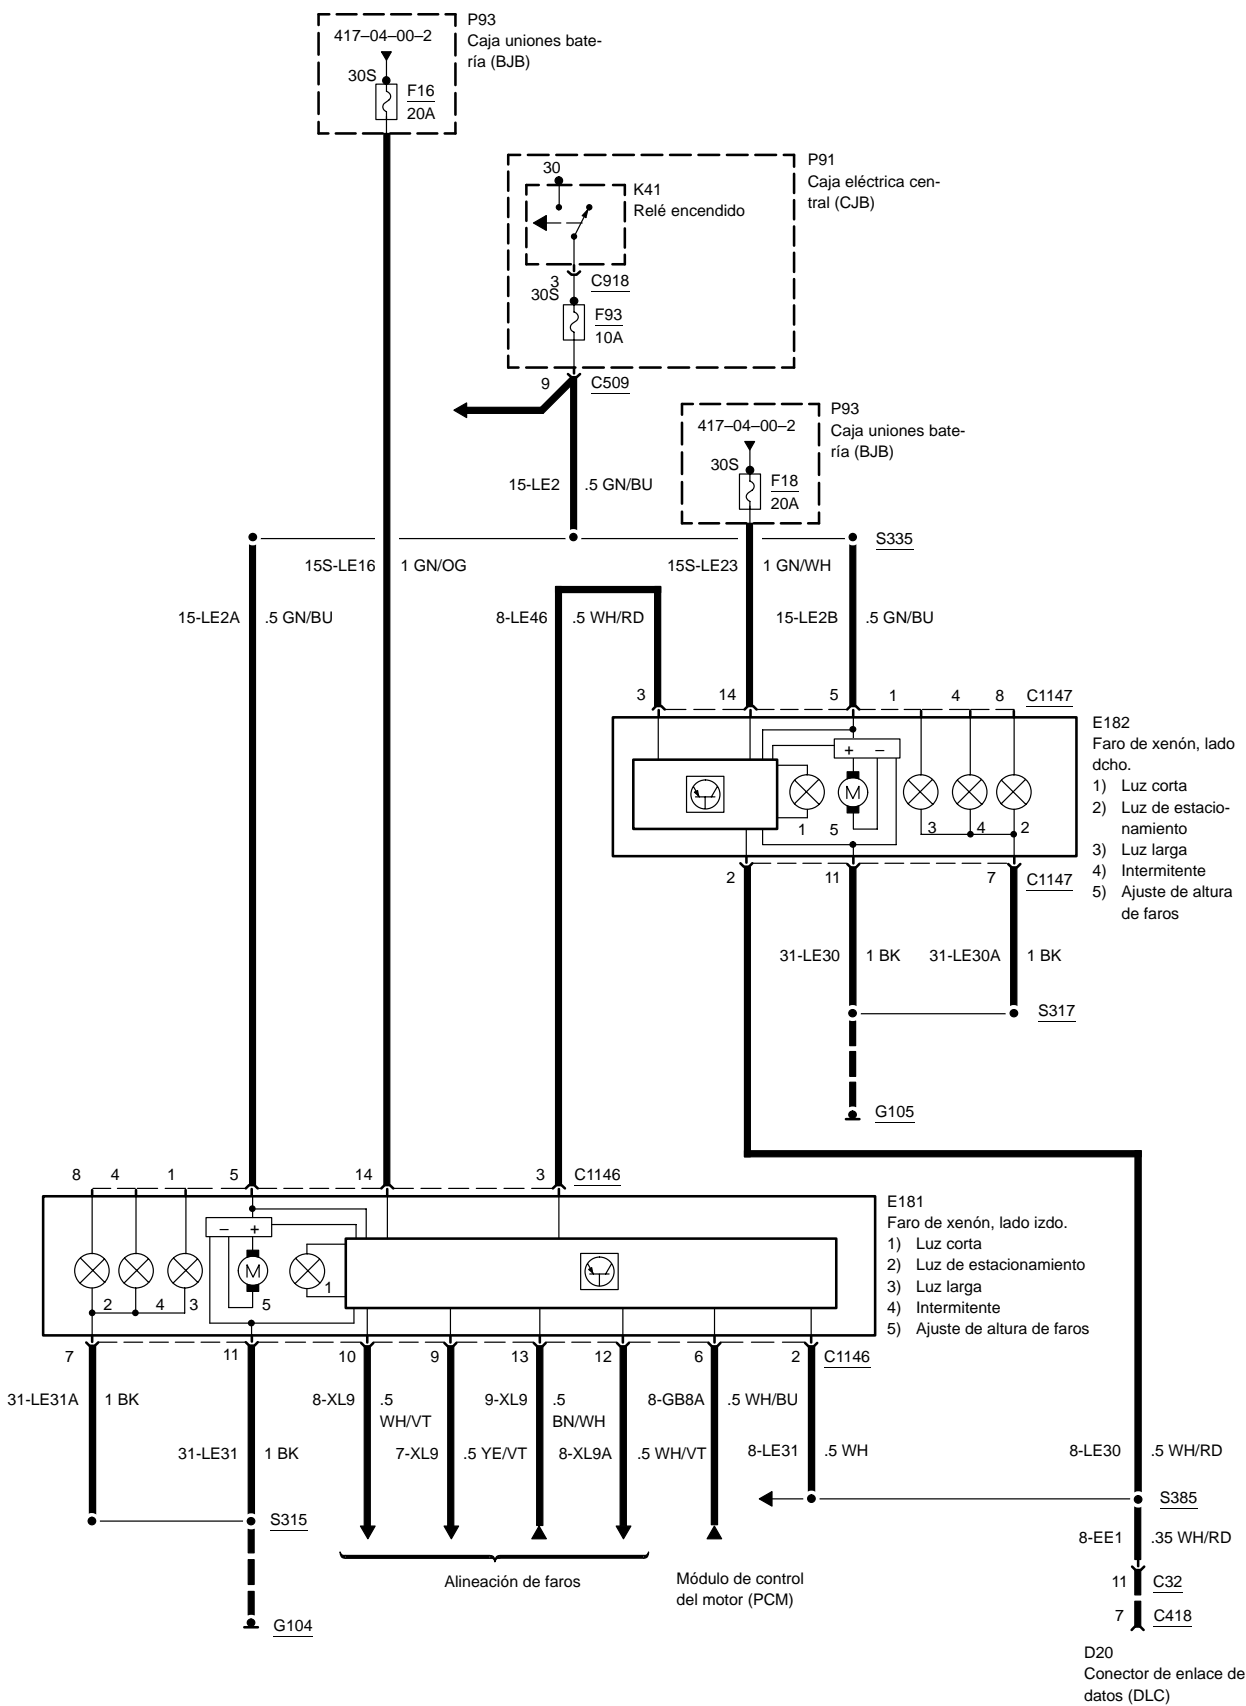 P93
Caja uniones bate-
ría (BJB)
417–04–00–2
30S
F16
20A
P91
Caja eléctrica cen-
tral (CJB)
30
K41
Relé encendido
3
C918
30S
F93
10A
9
C509
P93
Caja uniones bate-
ría (BJB)
417–04–00–2
30S
F18
20A
15-LE2
.5 GN/BU
S335
15S-LE16
1 GN/OG
15S-LE23
1 GN/WH
15-LE2A
.5 GN/BU
8-LE46
.5 WH/RD
15-LE2B
.5 GN/BU
3
14
5
1
4
8
C1147
E182
Faro de xenón, lado
dcho.
1) Luz corta
2) Luz de estacio-
namiento
3) Luz larga
4) Intermitente
5) Ajuste de altura
de faros
+
–
M
1
5
3
4
2
2
11
7
C1147
31-LE30
1 BK
31-LE30A
1 BK
S317
G105
8
4
1
5
14
3
C1146
E181
Faro de xenón, lado izdo.
1) Luz corta
2) Luz de estacionamiento
3) Luz larga
4) Intermitente
5) Ajuste de altura de faros
–
+
M
1
2
4
3
5
7
11
10
9
13
12
6
2
C1146
31-LE31A
1 BK
8-XL9
.5
WH/VT
9-XL9
.5
BN/WH
8-GB8A
.5 WH/BU
31-LE31
1 BK
7-XL9
.5 YE/VT
8-XL9A
.5 WH/VT
8-LE31
.5 WH
8-LE30
.5 WH/RD
S385
S315
8-EE1
.35 WH/RD
Alineación de faros
Módulo de control
del motor (PCM)
11
C32
7
C418
G104
D20
Conector de enlace de
datos (DLC)